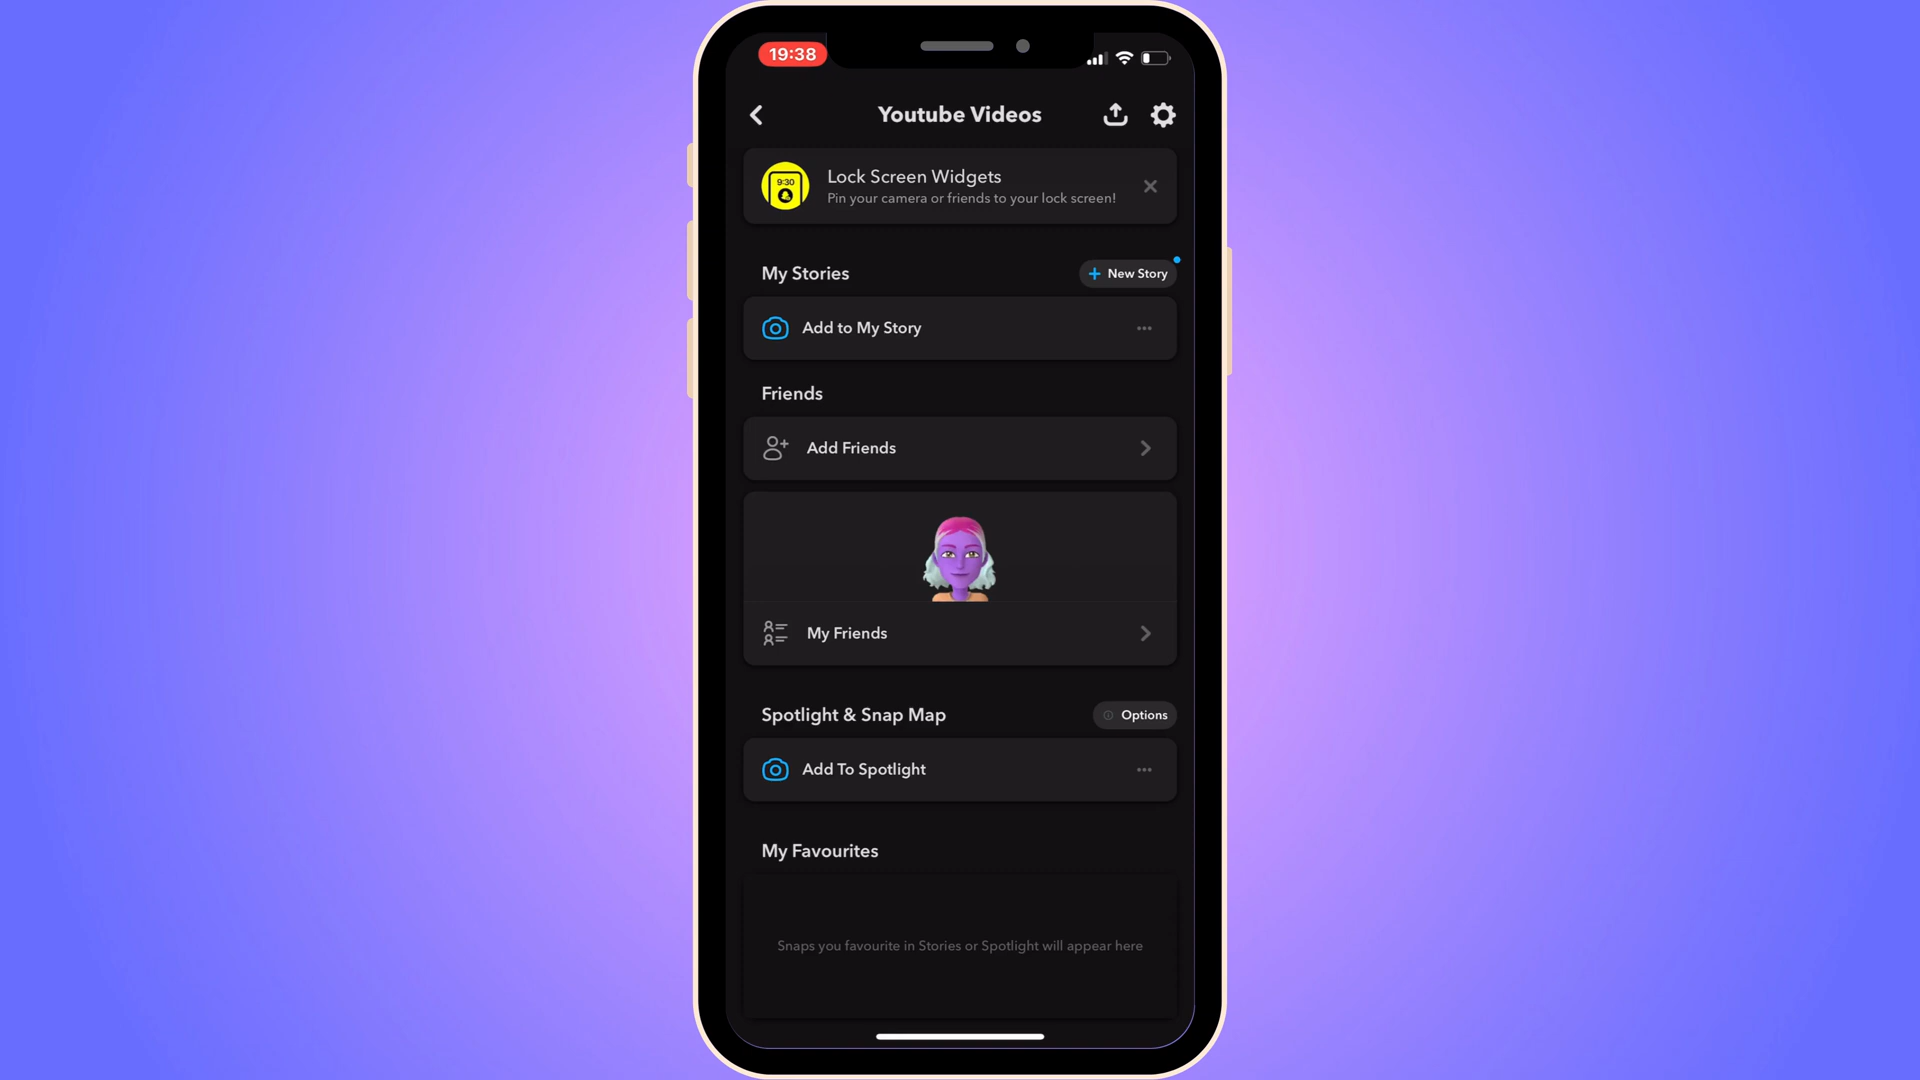 19:38
Youtube Videos
9:30
Lock Screen Widgets
Pin your camera or friends to your lock screen!
My Stories
+ New Story
Add to My Story
Friends
Add Friends
My Friends
Spotlight & Snap Map
Options
Add To Spotlight
My Favourites
Snaps you favourite in Stories or Spotlight will appear here